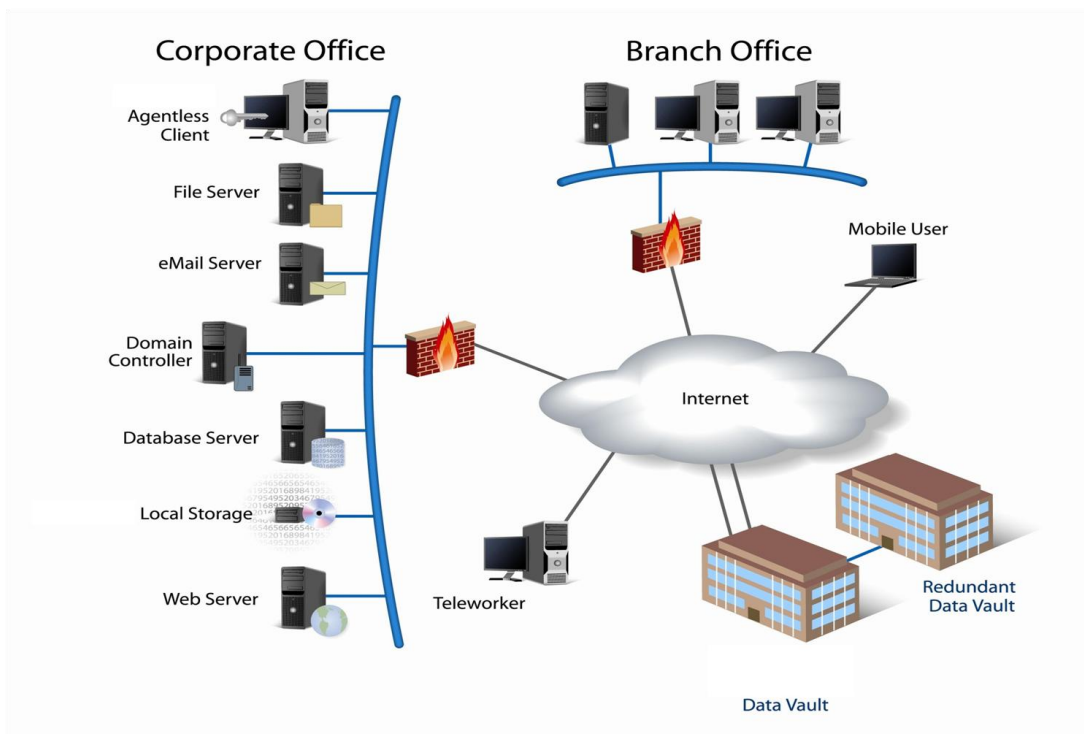 Corporate Office
Branch Office
Agentless
Client
File Server
eMail Server
Domain
Controller
Database Server
Local Storage
Web Server
Mobile User
Internet
Teleworker
Redundant
Data Vault
Data Vault